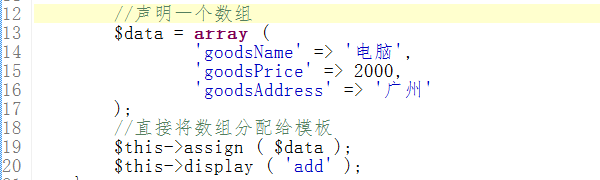 12 //声明一个数组
13 $data = array (
14 'goodsName' => '电脑',
15 'goodsPrice' => 2000,
16 'goodsAddress' => '广州'
17 );
18 //直接将数组分配给模板
19 $this->assign ( $data );
20 $this->display ( 'add' );